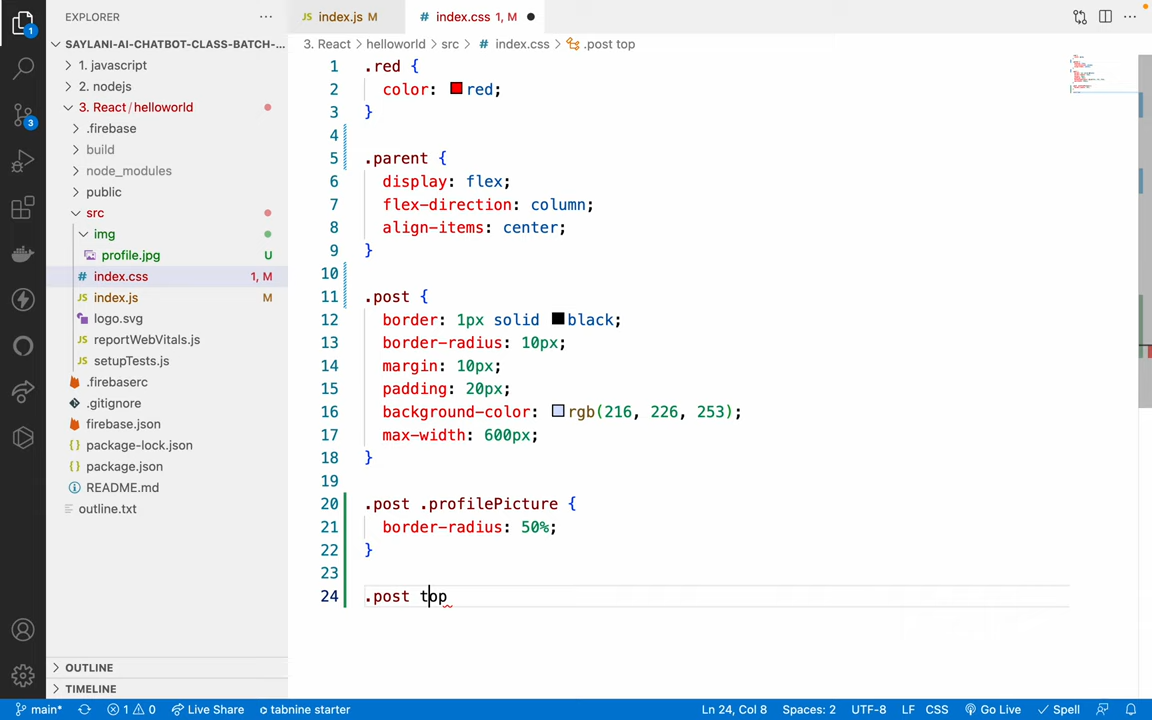 EXPLORER
index.js M
index.css 1, M
SAYLANI-AI-CHATBOT-CLASS-BATCH-...
3. React > helloworld > src > # index.css > .post top
1. javascript
2. nodejs
3. React/helloworld
.firebase
build
node_modules
public
src
img
profile.jpg U
index.css 1, M
JS index.js M
logo.svg
JS reportWebVitals.js
JS setupTests.js
.firebaserc
.gitignore
firebase.json
{} package-lock.json
{} package.json
README.md
outline.txt
OUTLINE
TIMELINE
1 .red {
2 color: red;
3 }
4
5 .parent {
6 display: flex;
7 flex-direction: column;
8 align-items: center;
9 }
10
11 .post {
12 border: 1px solid black;
13 border-radius: 10px;
14 margin: 10px;
15 padding: 20px;
16 background-color: rgb(216, 226, 253);
17 max-width: 600px;
18 }
19
20 .post .profilePicture {
21 border-radius: 50%;
22 }
23
24 .post top
1
3
main* 1 0 Live Share tabnine starter Ln 24, Col 8 Spaces: 2 UTF-8 LF CSS Go Live Spell